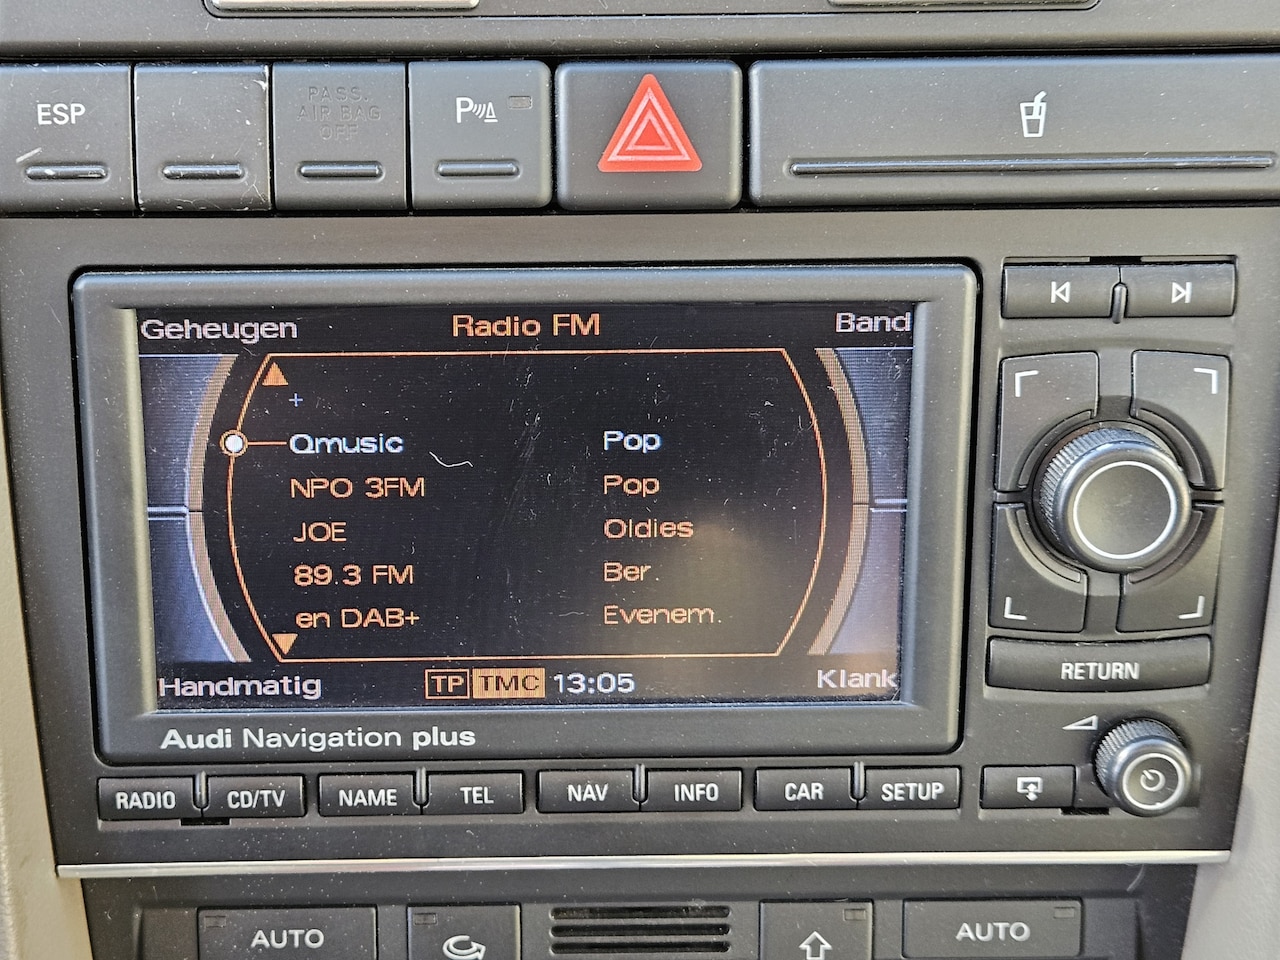 ESP
PASS.
AIR BAG
OFF
P
Geheugen Radio FM Band
+
Qmusic Pop
NPO 3FM Pop
JOE Oldies
89.3 FM Ber.
en DAB+ Evenem.
Handmatig TP TMC 13:05 Klank
Audi Navigation plus
RETURN
RADIO CD/TV NAME TEL NAV INFO CAR SETUP
AUTO AUTO